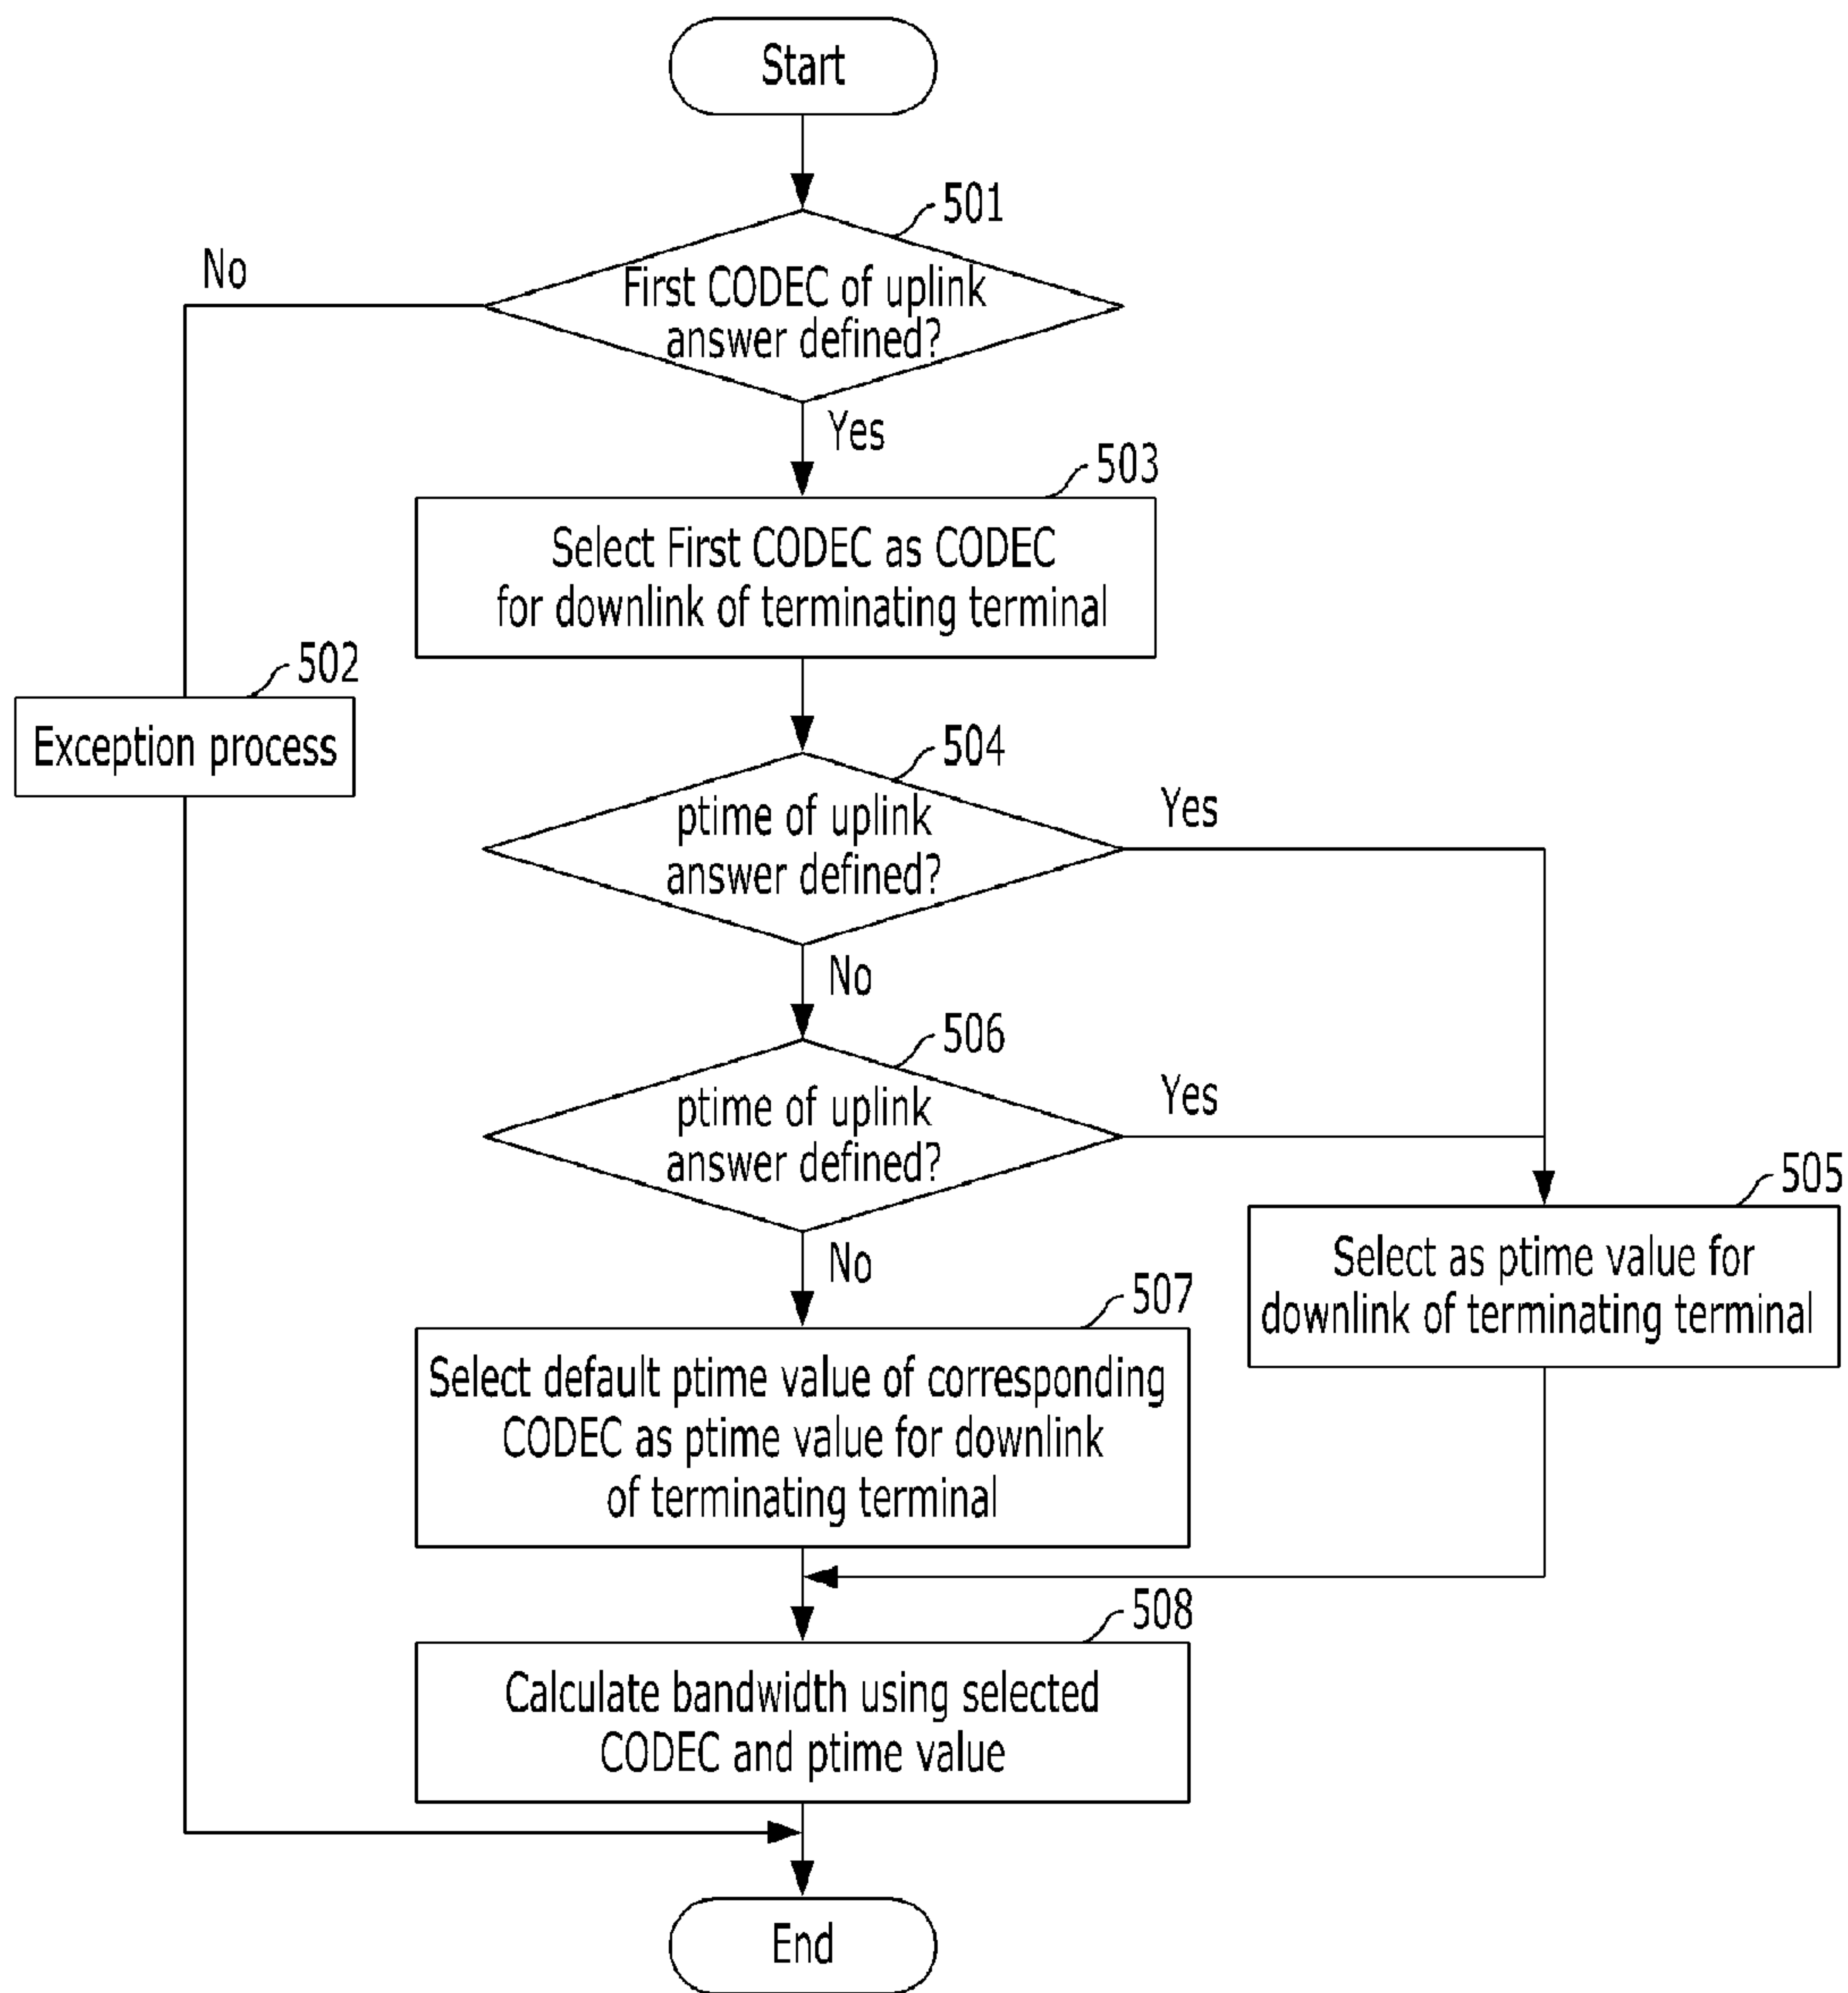 Start
501
No
First CODEC of uplink
answer defined?
Yes
503
Select First CODEC as CODEC
for downlink of terminating terminal
502
Exception process
504
ptime of uplink
answer defined?
Yes
No
506
ptime of uplink
answer defined?
Yes
No
505
Select as ptime value for
downlink of terminating terminal
507
Select default ptime value of corresponding
CODEC as ptime value for downlink
of terminating terminal
508
Calculate bandwidth using selected
CODEC and ptime value
End